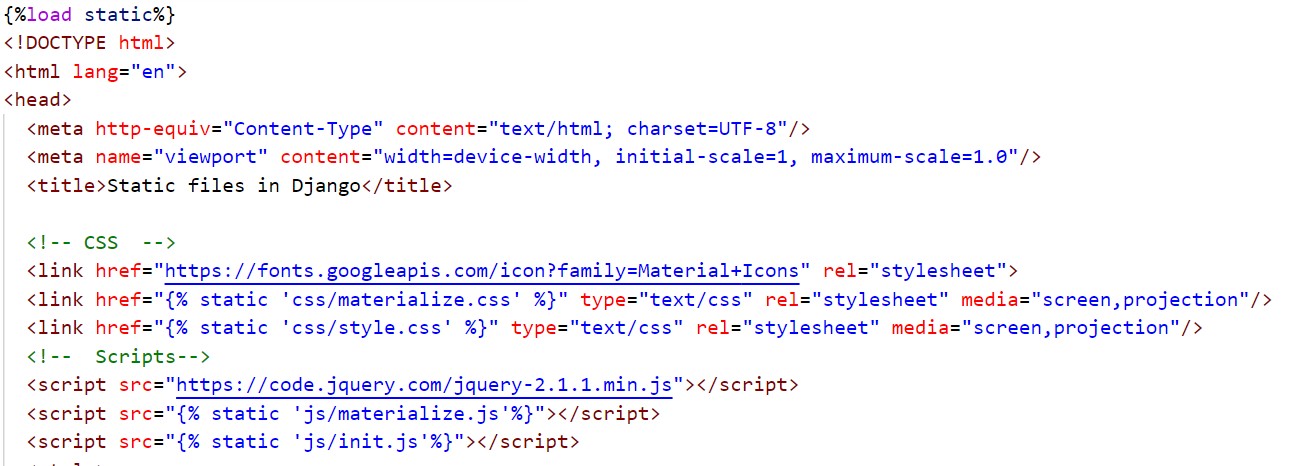 {%load static%}
<!DOCTYPE html>
<html lang="en">
<head>
<meta http-equiv="Content-Type" content="text/html; charset=UTF-8"/>
<meta name="viewport" content="width=device-width, initial-scale=1, maximum-scale=1.0"/>
<title>Static files in Django</title>
<!-- CSS  -->
<link href="https://fonts.googleapis.com/icon?family=Material+Icons" rel="stylesheet">
<link href="{% static 'css/materialize.css' %}" type="text/css" rel="stylesheet" media="screen,projection"/>
<link href="{% static 'css/style.css' %}" type="text/css" rel="stylesheet" media="screen,projection"/>
<!--  Scripts-->
<script src="https://code.jquery.com/jquery-2.1.1.min.js"></script>
<script src="{% static 'js/materialize.js'%}"></script>
<script src="{% static 'js/init.js'%}"></script>